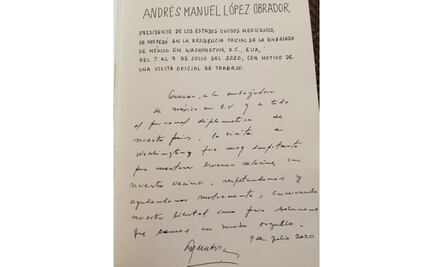 ANDRÉS MANUEL LÓPEZ OBRADOR
PRESIDENTE DE LOS ESTADOS UNIDOS MEXICANOS,
SE HOSPEDÓ EN LA RESIDENCIA OFICIAL DE LA EMBAJADA
DE MÉXICO EN WASHINGTON, D.C., EUA,
DEL 7 AL 9 DE JULIO DEL 2020, CON MOTIVO DE
UNA VISITA OFICIAL DE TRABAJO.
Gracias, a la embajadora
de México en E.U y a todo
el personal diplomático de
nuestro país. La visita a
Washington fue muy importante
para mantener buenas relaciones con
nuestro vecino, respetándonos y
ayudándonos mutuamente,
nuestra libertad como país soberano
que somos un mucho orgullo.
9 de julio 2020